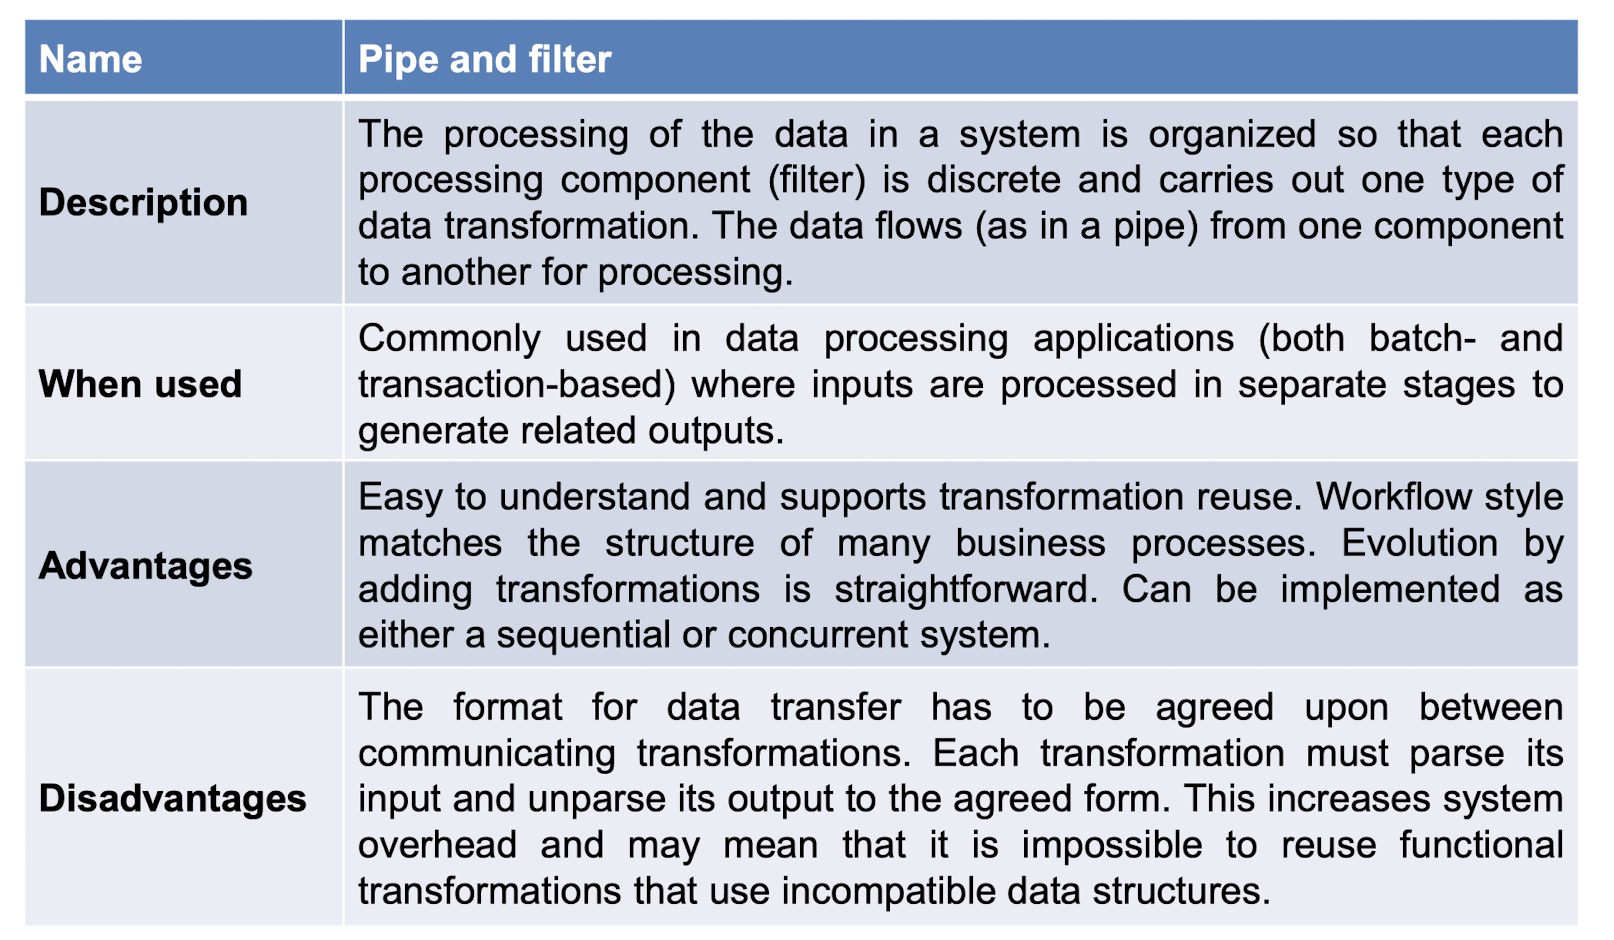 Name
Pipe and filter
Description
The processing of the data in a system is organized so that each
processing component (filter) is discrete and carries out one type of
data transformation. The data flows (as in a pipe) from one component
to another for processing.
When used
Commonly used in data processing applications (both batch- and
transaction-based) where inputs are processed in separate stages to
generate related outputs.
Advantages
Easy to understand and supports transformation reuse. Workflow style
matches the structure of many business processes. Evolution by
adding transformations is straightforward. Can be implemented as
either a sequential or concurrent system.
Disadvantages
The format for data transfer has to be agreed upon between
communicating transformations. Each transformation must parse its
input and unparse its output to the agreed form. This increases system
overhead and may mean that it is impossible to reuse functional
transformations that use incompatible data structures.